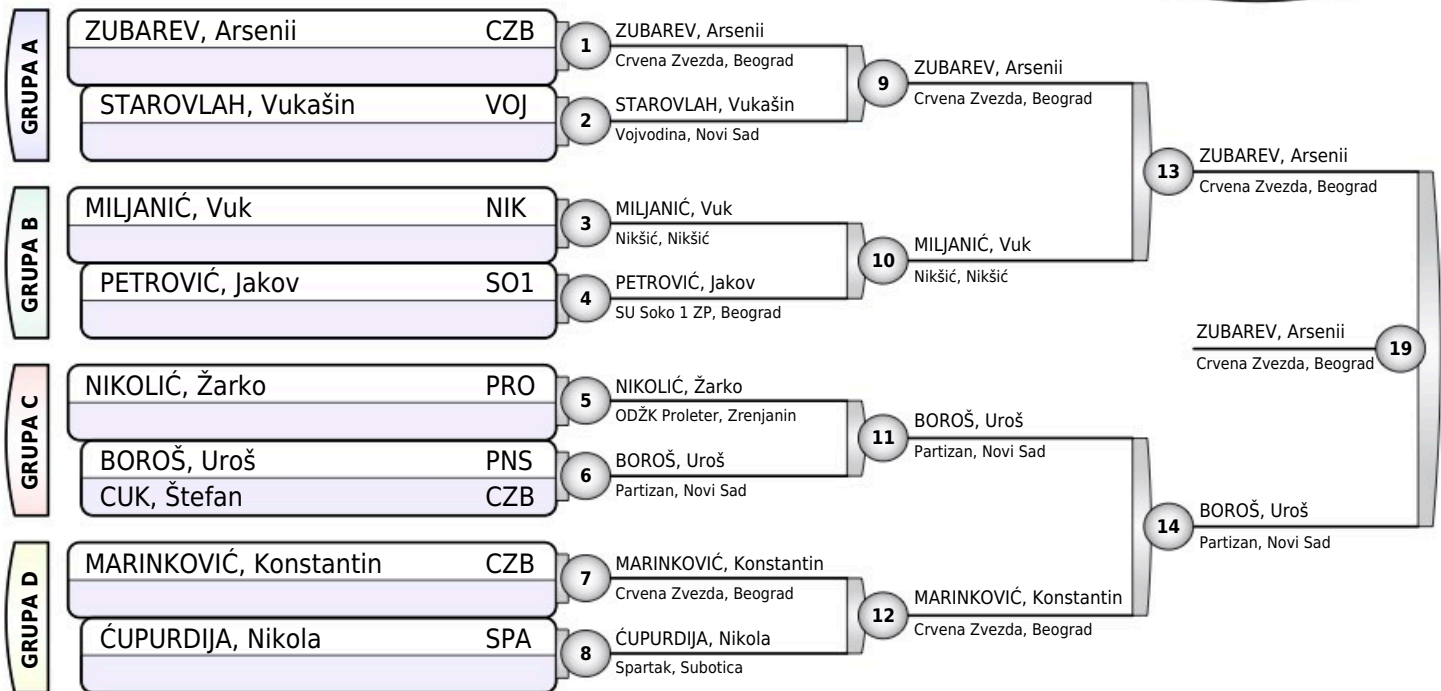 GRUPA A
ZUBAREV, Arsenii CZB
STAROVLAH, Vukašin VOJ
GRUPA B
MILJANIĆ, Vuk NIK
PETROVIĆ, Jakov SO1
GRUPA C
NIKOLIĆ, Žarko PRO
BOROŠ, Uroš PNS
CUK, Štefan CZB
GRUPA D
MARINKOVIĆ, Konstantin CZB
ĆUPURDIJA, Nikola SPA
1
ZUBAREV, Arsenii
Crvena Zvezda, Beograd
2
STAROVLAH, Vukašin
Vojvodina, Novi Sad
3
MILJANIĆ, Vuk
Nikšić, Nikšić
4
PETROVIĆ, Jakov
SU Soko 1 ZP, Beograd
5
NIKOLIĆ, Žarko
ODŽK Proleter, Zrenjanin
6
BOROŠ, Uroš
Partizan, Novi Sad
7
MARINKOVIĆ, Konstantin
Crvena Zvezda, Beograd
8
ĆUPURDIJA, Nikola
Spartak, Subotica
9
ZUBAREV, Arsenii
Crvena Zvezda, Beograd
10
MILJANIĆ, Vuk
Nikšić, Nikšić
11
BOROŠ, Uroš
Partizan, Novi Sad
12
MARINKOVIĆ, Konstantin
Crvena Zvezda, Beograd
13
ZUBAREV, Arsenii
Crvena Zvezda, Beograd
14
BOROŠ, Uroš
Partizan, Novi Sad
ZUBAREV, Arsenii
Crvena Zvezda, Beograd
19